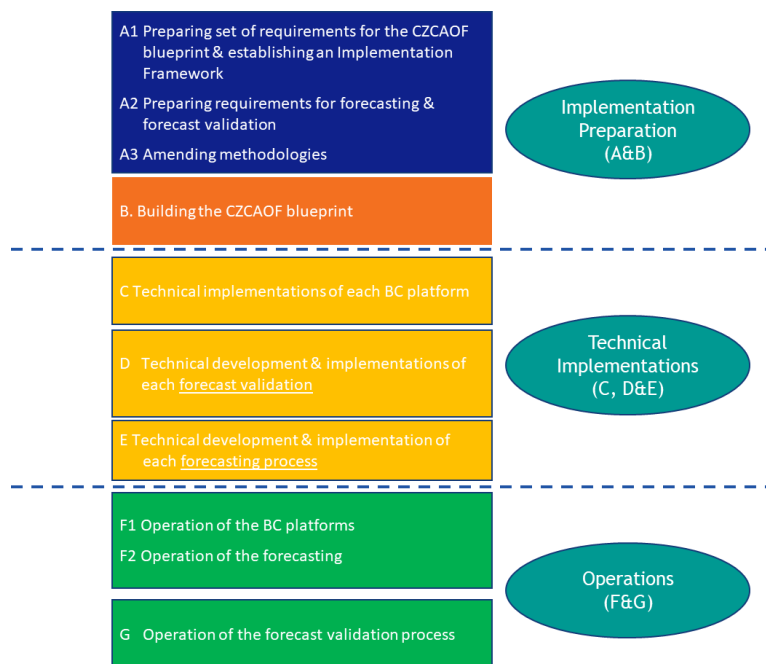 A1 Preparing set of requirements for the CZCAOF
blueprint & establishing an Implementation
Framework
A2 Preparing requirements for forecasting &
forecast validation
A3 Amending methodologies
Implementation
Preparation
(A&B)
B. Building the CZCAOF blueprint
C Technical implementations of each BC platform
D Technical development & implementations of
each forecast validation
E Technical development & implementation of
each forecasting process
Technical
Implementations
(C, D&E)
F1 Operation of the BC platforms
F2 Operation of the forecasting
G Operation of the forecast validation process
Operations
(F&G)